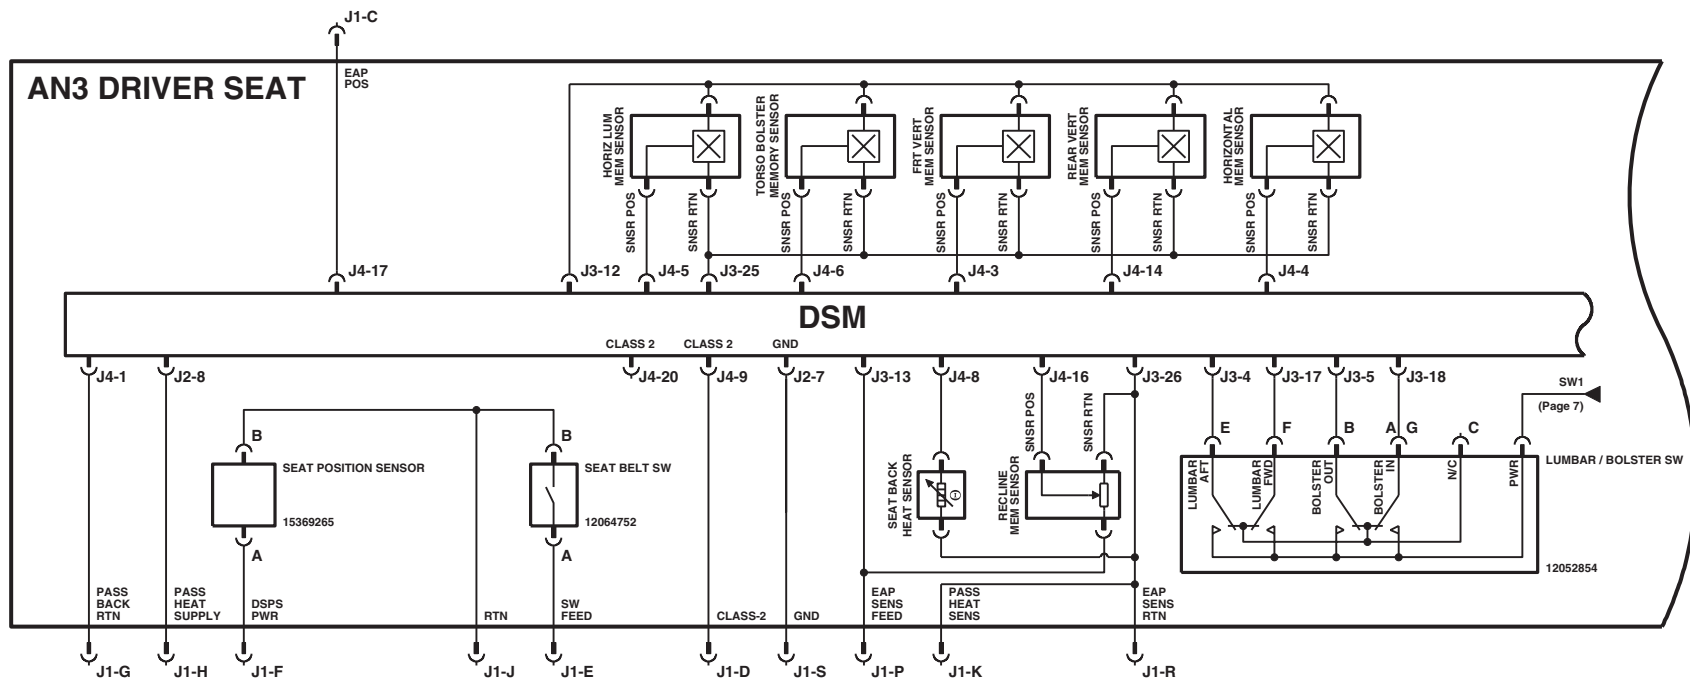 J1-C
AN3 DRIVER SEAT
EAP
POS
HORIZ LUM
MEM SENSOR
TORSO BOLSTER
MEMORY SENSOR
FRT VERT
MEM SENSOR
REAR VERT
MEM SENSOR
HORIZONTAL
MEM SENSOR
SNSR POS
SNSR RTN
SNSR POS
SNSR RTN
SNSR POS
SNSR RTN
SNSR POS
SNSR RTN
SNSR POS
SNSR RTN
J4-17
J3-12
J4-5
J3-25
J4-6
J4-3
J4-14
J4-4
DSM
CLASS 2
CLASS 2
GND
J4-1
J2-8
J4-20
J4-9
J2-7
J3-13
J4-8
J4-16
J3-26
J3-4
J3-17
J3-5
J3-18
SW1
(Page 7)
SNSR POS
SNSR RTN
E
F
B
A
G
C
B
SEAT POSITION SENSOR
15369265
A
B
SEAT BELT SW
12064752
A
SEAT BACK
HEAT SENSOR
RECLINE
MEM SENSOR
LUMBAR
AFT
LUMBAR
FWD
BOLSTER
OUT
BOLSTER
IN
N/C
PWR
LUMBAR / BOLSTER SW
12052854
PASS
BACK
RTN
PASS
HEAT
SUPPLY
DSPS
PWR
RTN
SW
FEED
CLASS-2
GND
EAP
SENS
FEED
PASS
HEAT
SENS
EAP
SENS
RTN
J1-G
J1-H
J1-F
J1-J
J1-E
J1-D
J1-S
J1-P
J1-K
J1-R